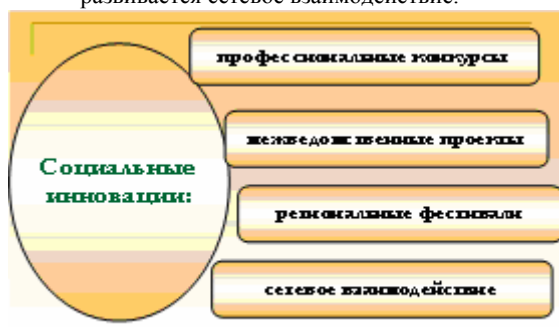 развивается сетевое взаимодействие.
профессиональные конкурсы
межведомственные проекты
Социальные
инновации:
региональные фестивали
сетевое взаимодействие